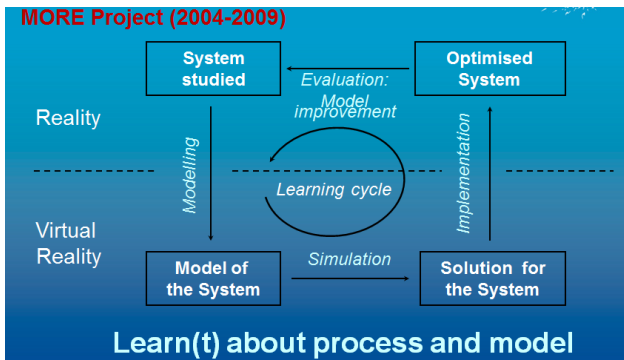 MORE Project (2004-2009)
System
studied
Optimised
System
Evaluation:
Model
improvement
Reality
Modelling
Learning cycle
Implementation
Virtual
Reality
Model of
the System
Simulation
Solution for
the System
Learn(t) about process and model